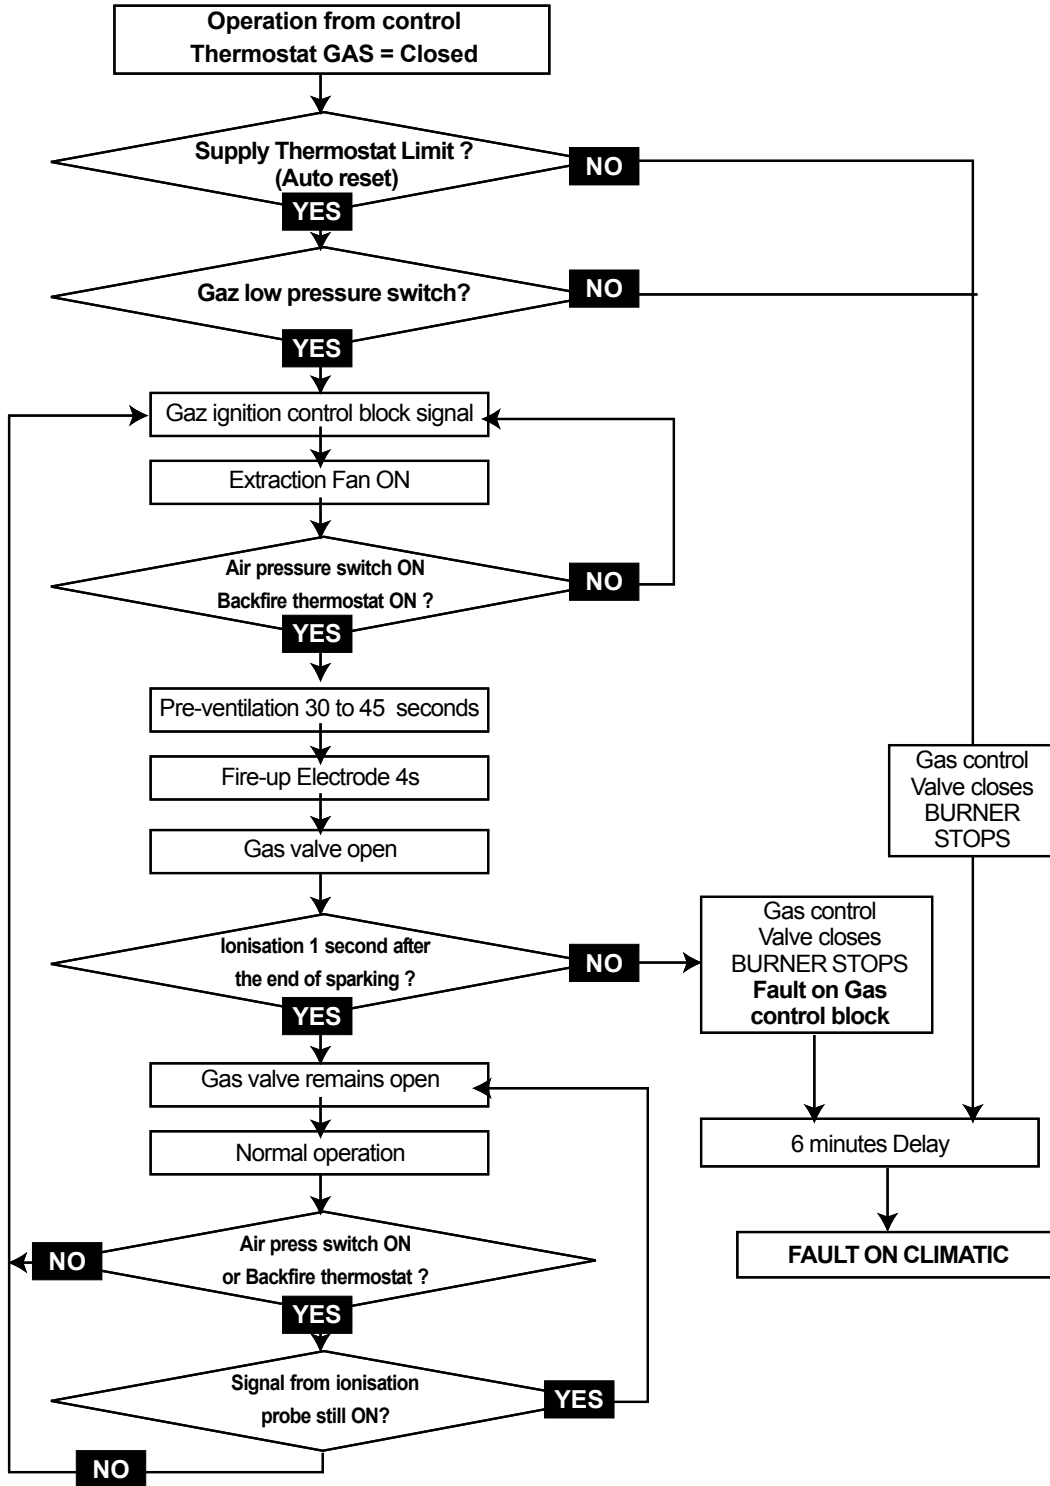 Operation from control
Thermostat GAS = Closed
Supply Thermostat Limit ?
(Auto reset)
NO
YES
Gaz low pressure switch?
NO
YES
Gaz ignition control block signal
Extraction Fan ON
Air pressure switch ON
Backfire thermostat ON ?
NO
YES
Pre-ventilation 30 to 45 seconds
Fire-up Electrode 4s
Gas valve open
Gas control
Valve closes
BURNER
STOPS
Ionisation 1 second after
the end of sparking ?
NO
YES
Gas control
Valve closes
BURNER STOPS
Fault on Gas
control block
Gas valve remains open
Normal operation
6 minutes Delay
Air press switch ON
or Backfire thermostat ?
NO
YES
FAULT ON CLIMATIC
Signal from ionisation
probe still ON?
YES
NO